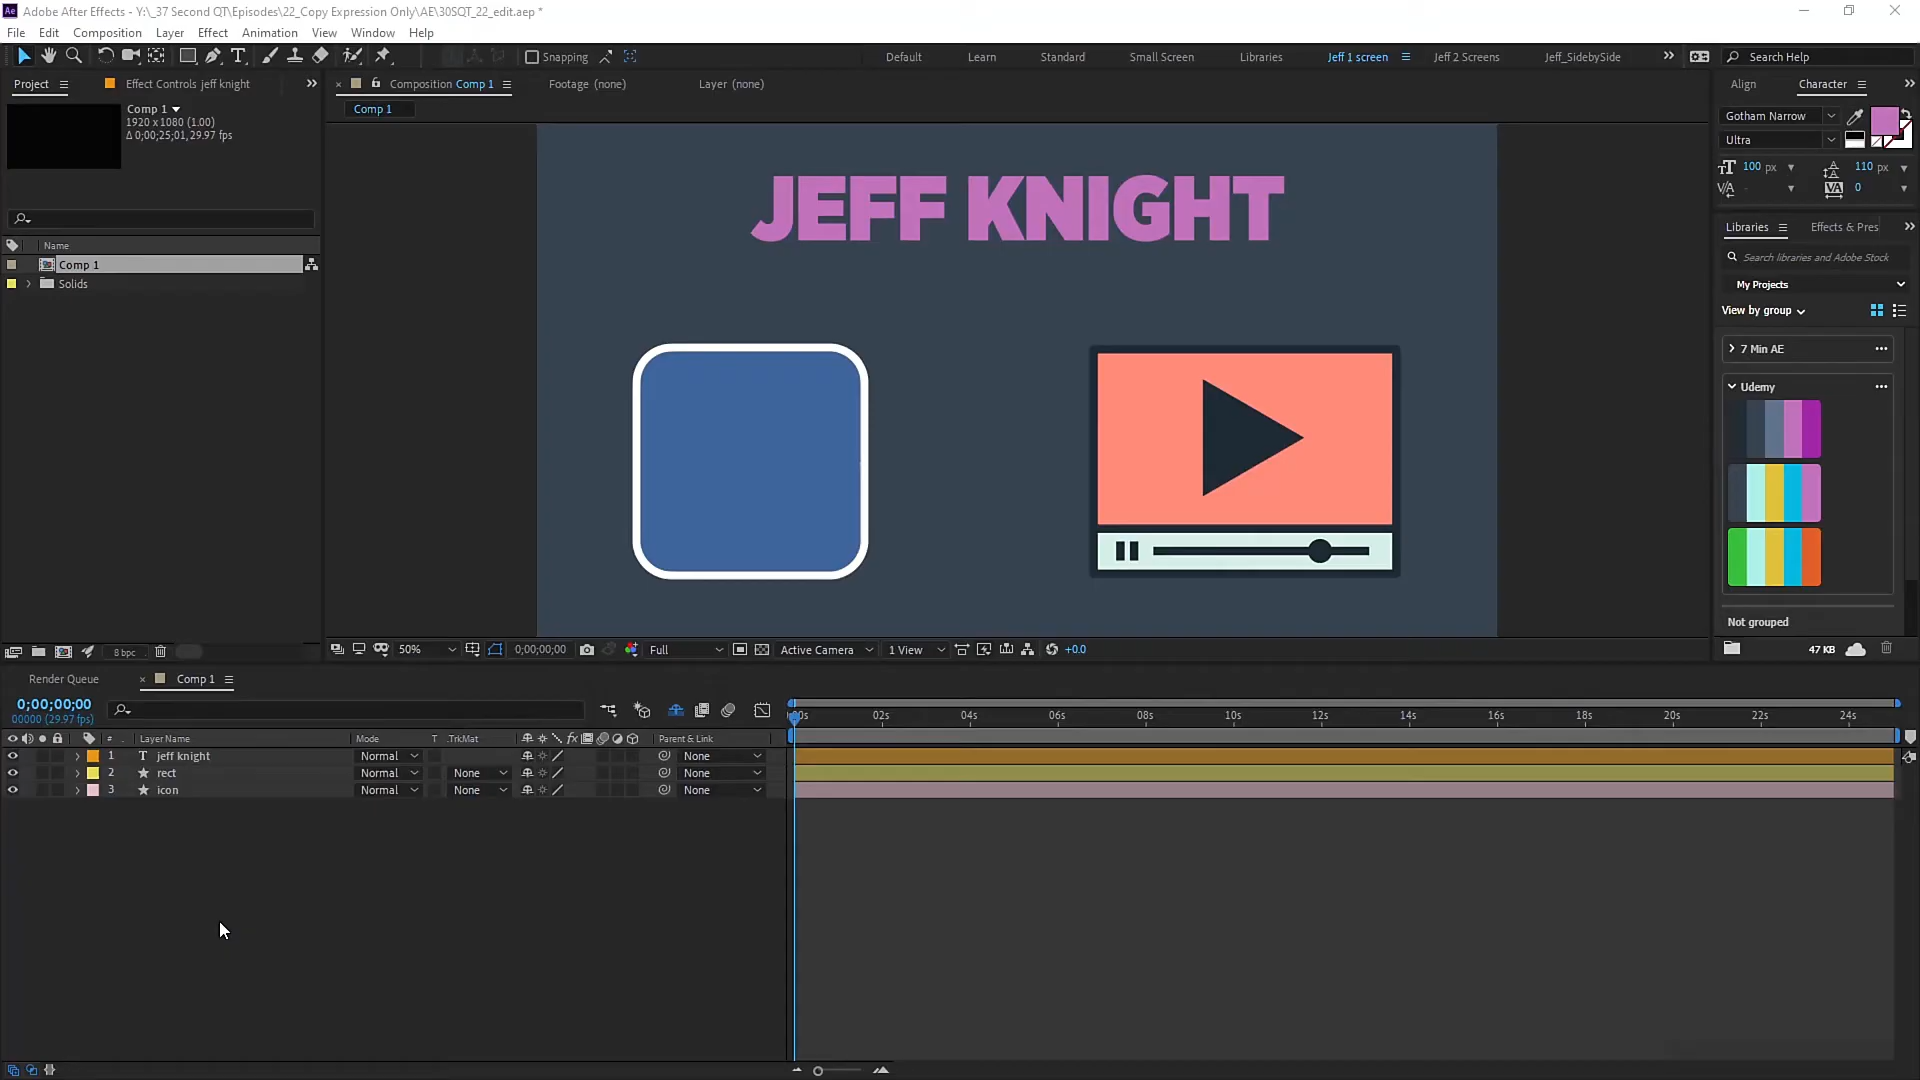 Ae Adobe After Effects - Y:\_37 Second QT\Episodes\22_Copy Expression Only\AE\30SQT_22_edit.aep *
File Edit Composition Layer Effect Animation View Window Help
Snapping Default Learn Standard Small Screen Libraries Jeff 1 screen Jeff 2 Screens Jeff_SidebySide Search Help
Project Effect Controls jeff knight Composition Comp 1 Footage (none) Layer (none) Align Character
Comp 1
1920 x 1080 (1.00)
Δ 0;00;25;01, 29.97 fps
Comp 1
Gotham Narrow
Ultra
100 px 110 px
0
JEFF KNIGHT
Name
Comp 1
Solids
Libraries Effects & Pres
Search libraries and Adobe Stock
My Projects
View by group
7 Min AE
Udemy
Not grouped
47 KB
8 bpc
50% 0;00;00;00 Full Active Camera 1 View +0.0
Render Queue Comp 1
0;00;00;00
00000 (29.97 fps)
00s 02s 04s 06s 08s 10s 12s 14s 16s 18s 20s 22s 24s
# Layer Name Mode T .TrkMat fx Parent & Link
1 T jeff knight Normal None
2 rect Normal None None
3 icon Normal None None